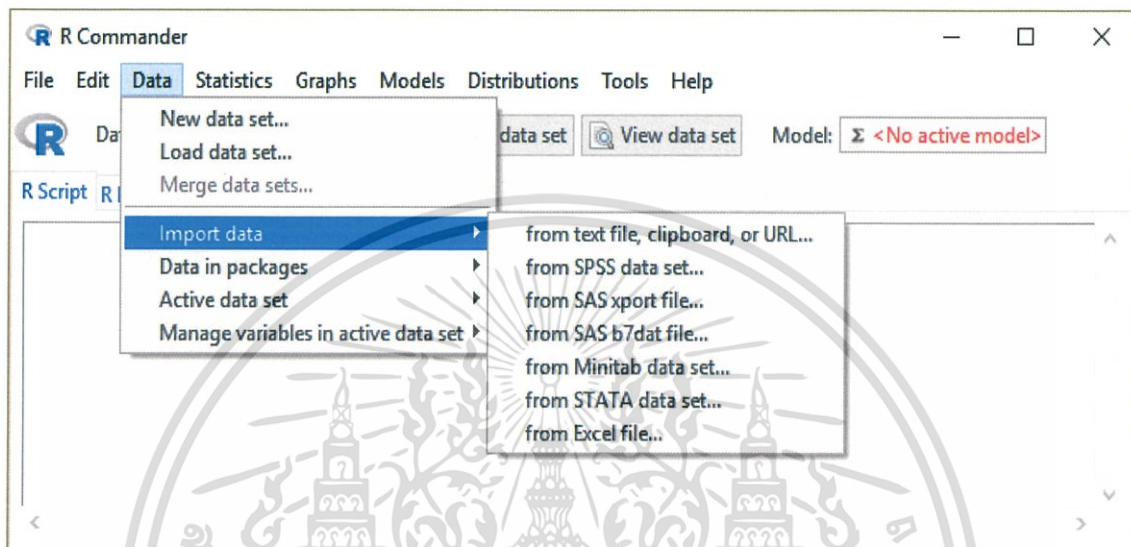 R R Commander
File Edit Data Statistics Graphs Models Distributions Tools Help
R Da data set View data set Model: Σ <No active model>
R Script R
New data set...
Load data set...
Merge data sets...
Import data
Data in packages
Active data set
Manage variables in active data set
from text file, clipboard, or URL...
from SPSS data set...
from SAS xport file...
from SAS b7dat file...
from Minitab data set...
from STATA data set...
from Excel file...